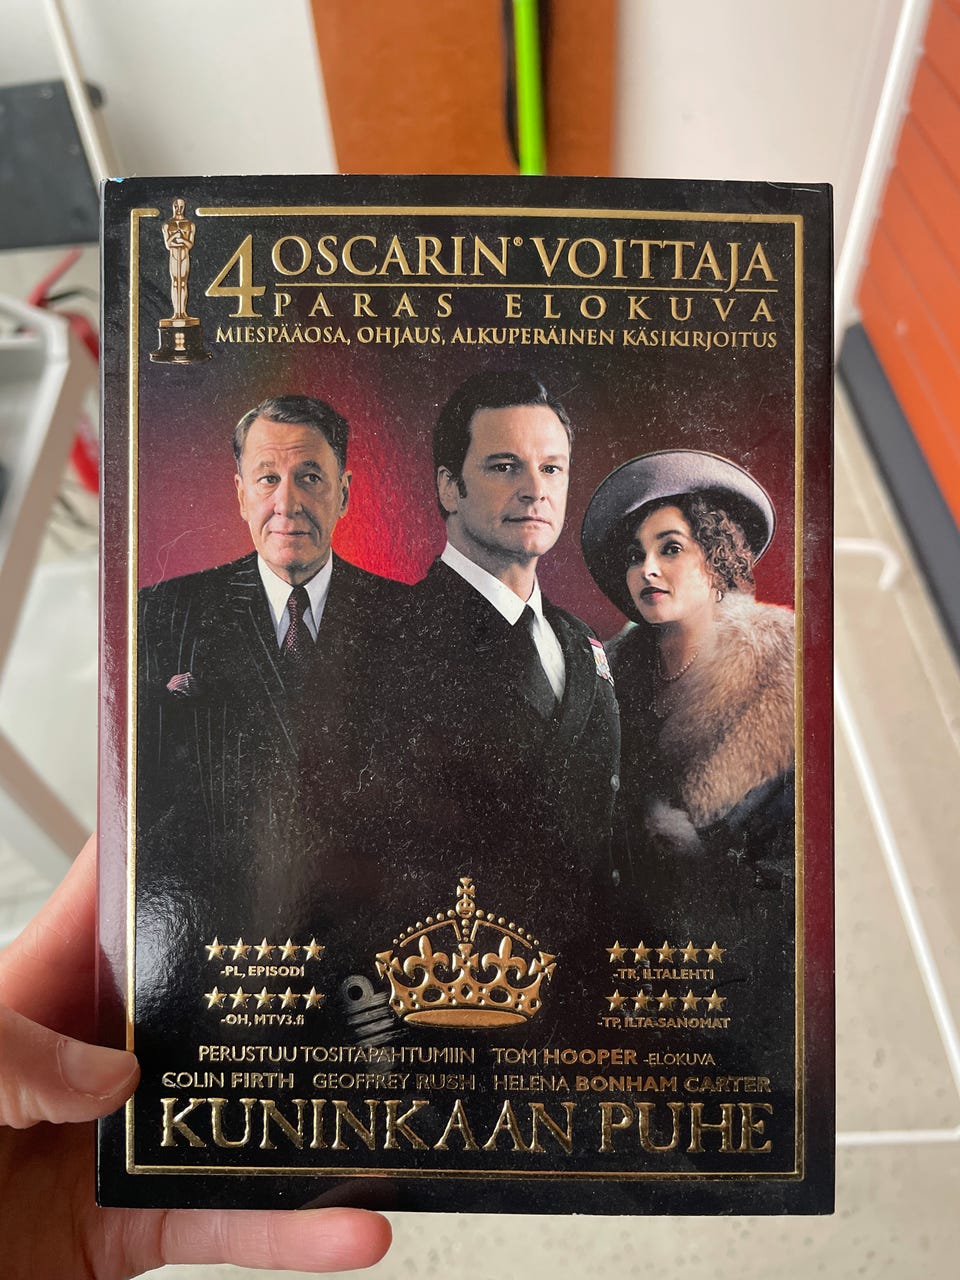 4 OSCARIN® VOITTAJA
PARAS ELOKUVA
MIESPÄÄOSA, OHJAUS, ALKUPERÄINEN KÄSIKIRJOITUS
-PL, EPISODI
-OH, MTV3.fi
-TR, ILTALEHTI
-TP, ILTA-SANOMAT
PERUSTUU TOSITAPAHTUMIIN TOM HOOPER -ELOKUVA
COLIN FIRTH GEOFFREY RUSH HELENA BONHAM CARTER
KUNINKAAN PUHE